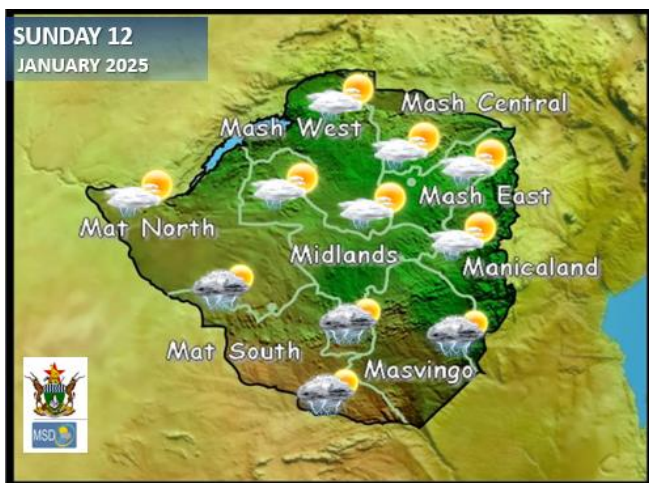 SUNDAY 12
JANUARY 2025
Mash Central
Mash West
Mash East
Mat North
Midlands
Manicaland
Mat South
Masvingo
MSD